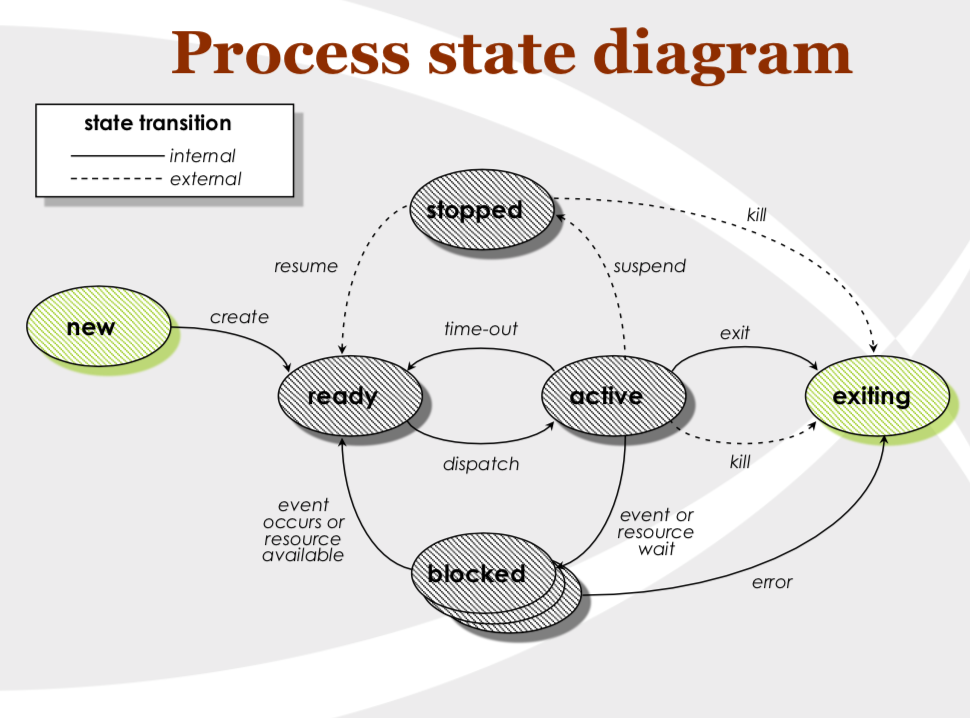 Process state diagram
state transition
internal
external
stopped
kill
resume
suspend
new
create
time-out
exit
ready
active
exiting
dispatch
kill
event
occurs or
resource
available
event or
resource
wait
blocked
error